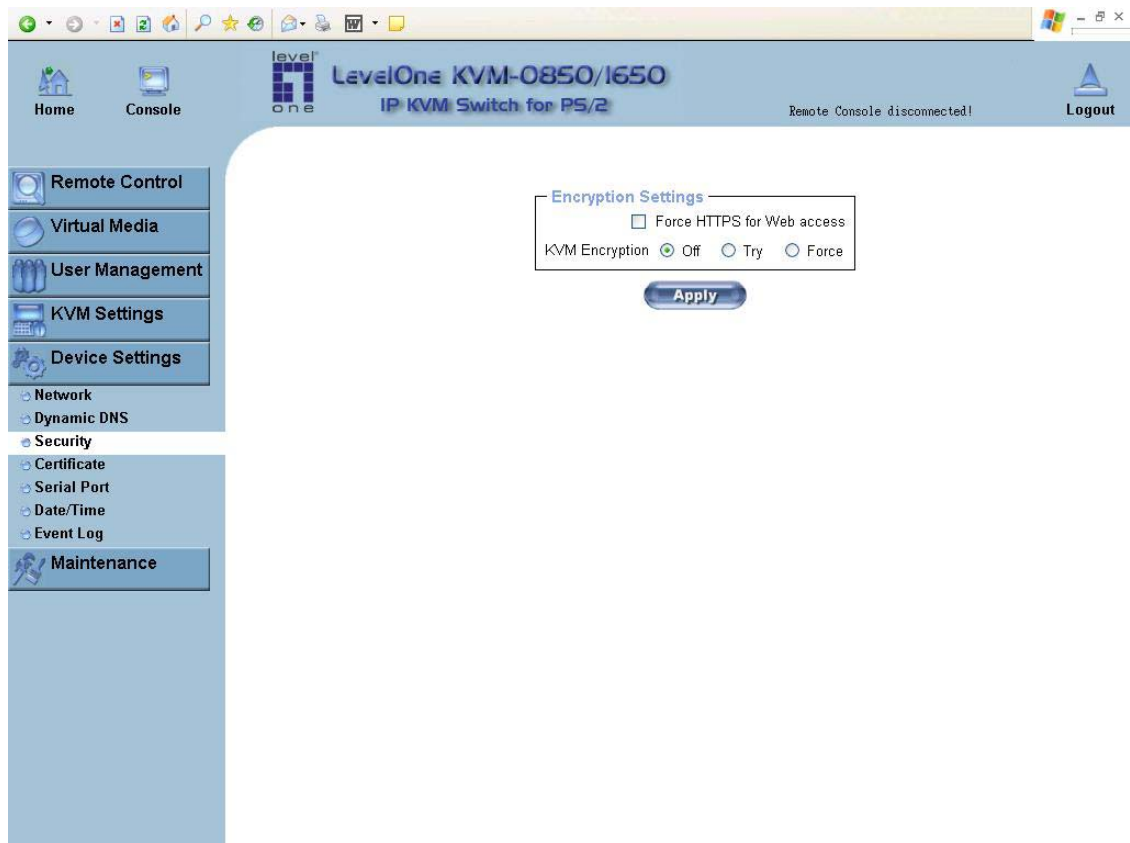 Home
Console
level
one
LevelOne KVM-0850/1650
IP KVM Switch for PS/2
Remote Console disconnected!
Logout
Remote Control
Virtual Media
User Management
KVM Settings
Device Settings
Network
Dynamic DNS
Security
Certificate
Serial Port
Date/Time
Event Log
Maintenance
Encryption Settings
Force HTTPS for Web access
KVM Encryption Off Try Force
Apply